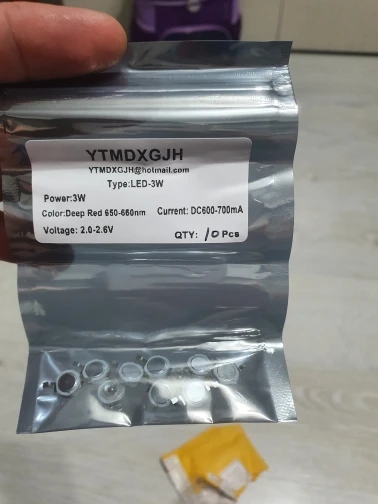 YTMDXGJH
YTMDXGJH@hotmail.com
Type:LED-3W
Power:3W
Color:Deep Red 650-660nm Current: DC600-700mA
Voltage: 2.0-2.6V QTY: 10 Pcs